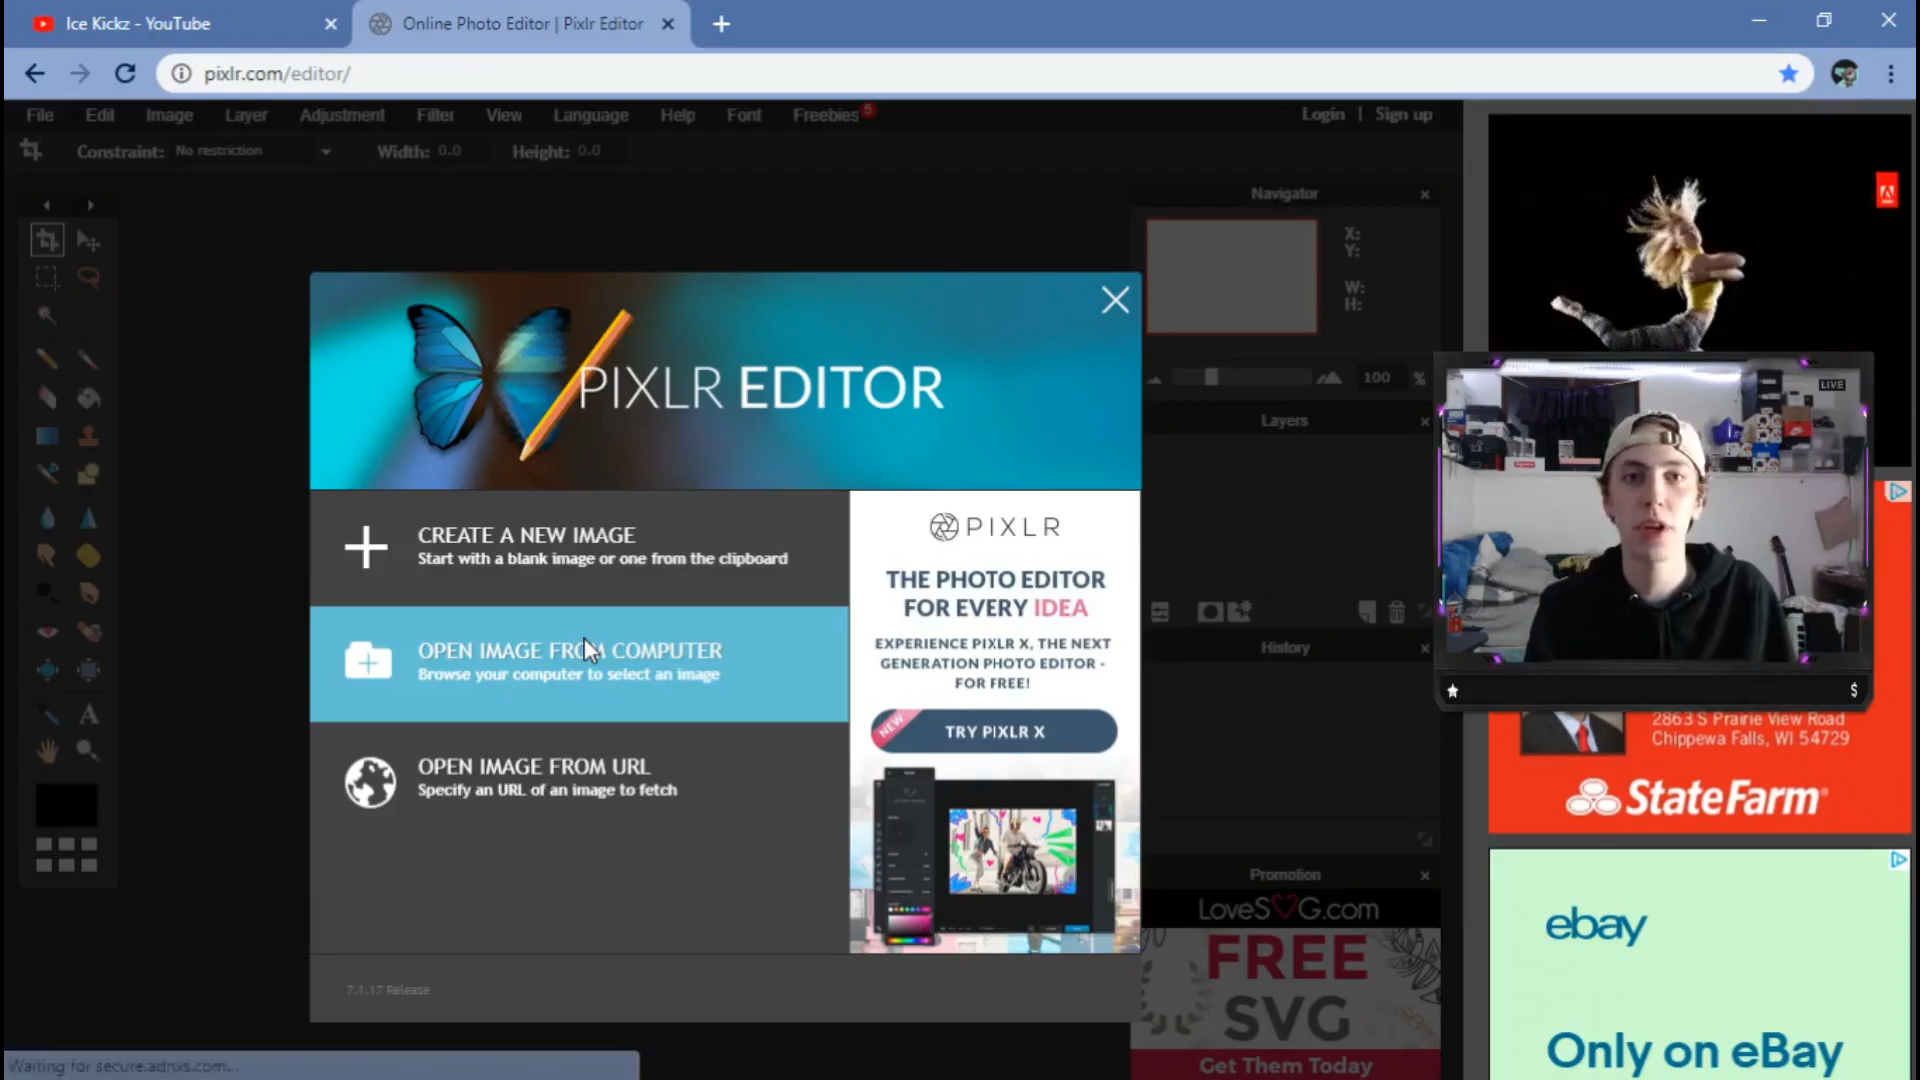 Ice Kickz - YouTube
Online Photo Editor | Pixlr Editor
pixlr.com/editor/
File Edit Image Layer Adjustment Filter View Language Help Font Freebies 5
Login | Sign up
Constraint: No restriction Width: 0.0 Height: 0.0
Navigator
X:
Y:
W:
H:
100 %
Layers
History
Promotion
PIXLR EDITOR
CREATE A NEW IMAGE
Start with a blank image or one from the clipboard
OPEN IMAGE FROM COMPUTER
Browse your computer to select an image
OPEN IMAGE FROM URL
Specify an URL of an image to fetch
7.1.17 Release
PIXLR
THE PHOTO EDITOR
FOR EVERY IDEA
EXPERIENCE PIXLR X, THE NEXT
GENERATION PHOTO EDITOR -
FOR FREE!
NEW
TRY PIXLR X
LoveSVG.com
FREE
SVG
Get Them Today
LIVE
$
2863 S Prairie View Road
Chippewa Falls, WI 54729
StateFarm
ebay
Only on eBay
A
Waiting for secure.adnxs.com...